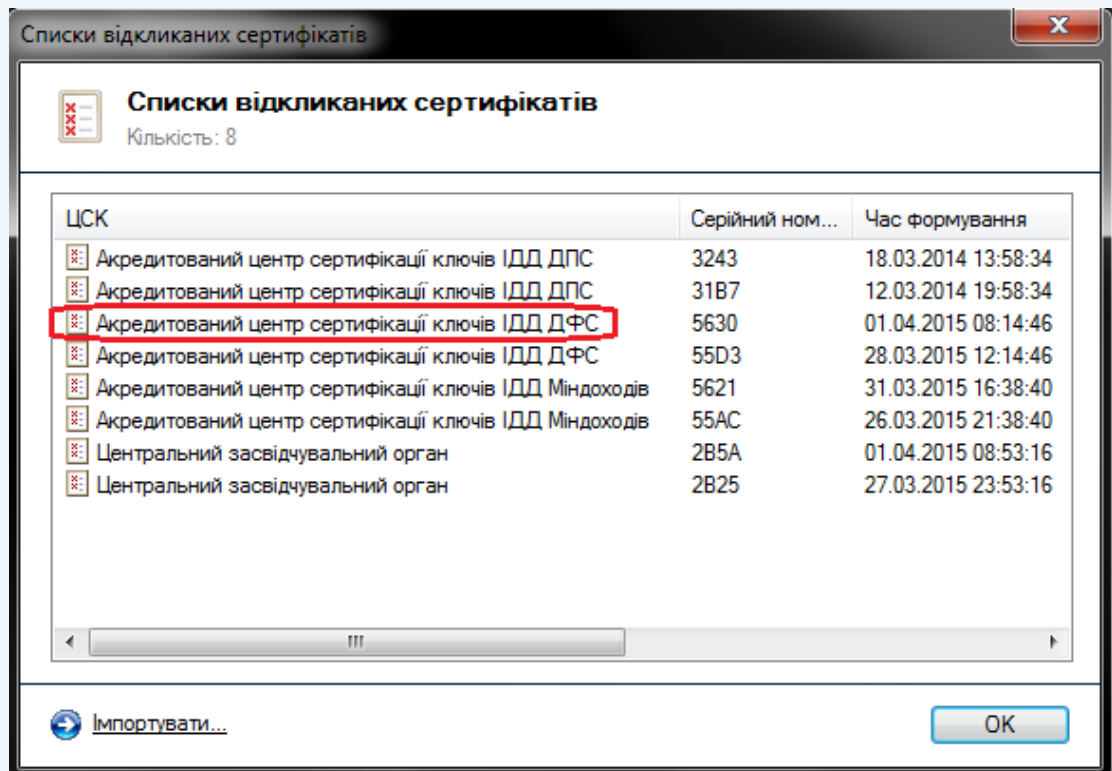 Списки відкликаних сертифікатів
Списки відкликаних сертифікатів
Кількість: 8
ЦСК Серійний ном... Час формування
Акредитований центр сертифікації ключів ІДД ДПС 3243 18.03.2014 13:58:34
Акредитований центр сертифікації ключів ІДД ДПС 31B7 12.03.2014 19:58:34
Акредитований центр сертифікації ключів ІДД ДФС 5630 01.04.2015 08:14:46
Акредитований центр сертифікації ключів ІДД ДФС 55D3 28.03.2015 12:14:46
Акредитований центр сертифікації ключів ІДД Міндоходів 5621 31.03.2015 16:38:40
Акредитований центр сертифікації ключів ІДД Міндоходів 55AC 26.03.2015 21:38:40
Центральний засвідчувальний орган 2B5A 01.04.2015 08:53:16
Центральний засвідчувальний орган 2B25 27.03.2015 23:53:16
Імпортувати... OK